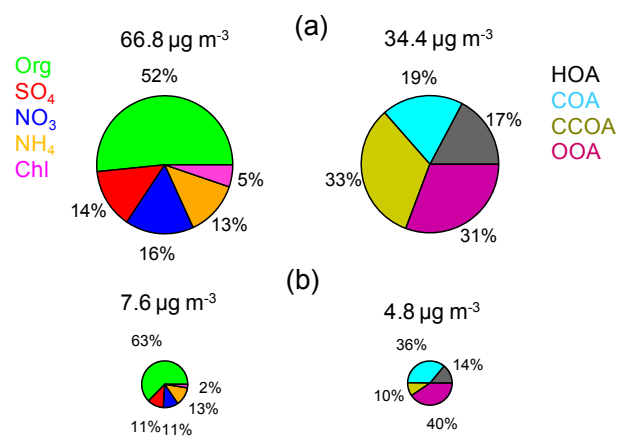 (a)
66.8 µg m-3
34.4 µg m-3
Org
SO4
NO3
NH4
Chl
52%
14%
16%
13%
5%
19%
17%
33%
31%
HOA
COA
CCOA
OOA
(b)
7.6 µg m-3
4.8 µg m-3
63%
2%
13%
11%
11%
36%
14%
10%
40%